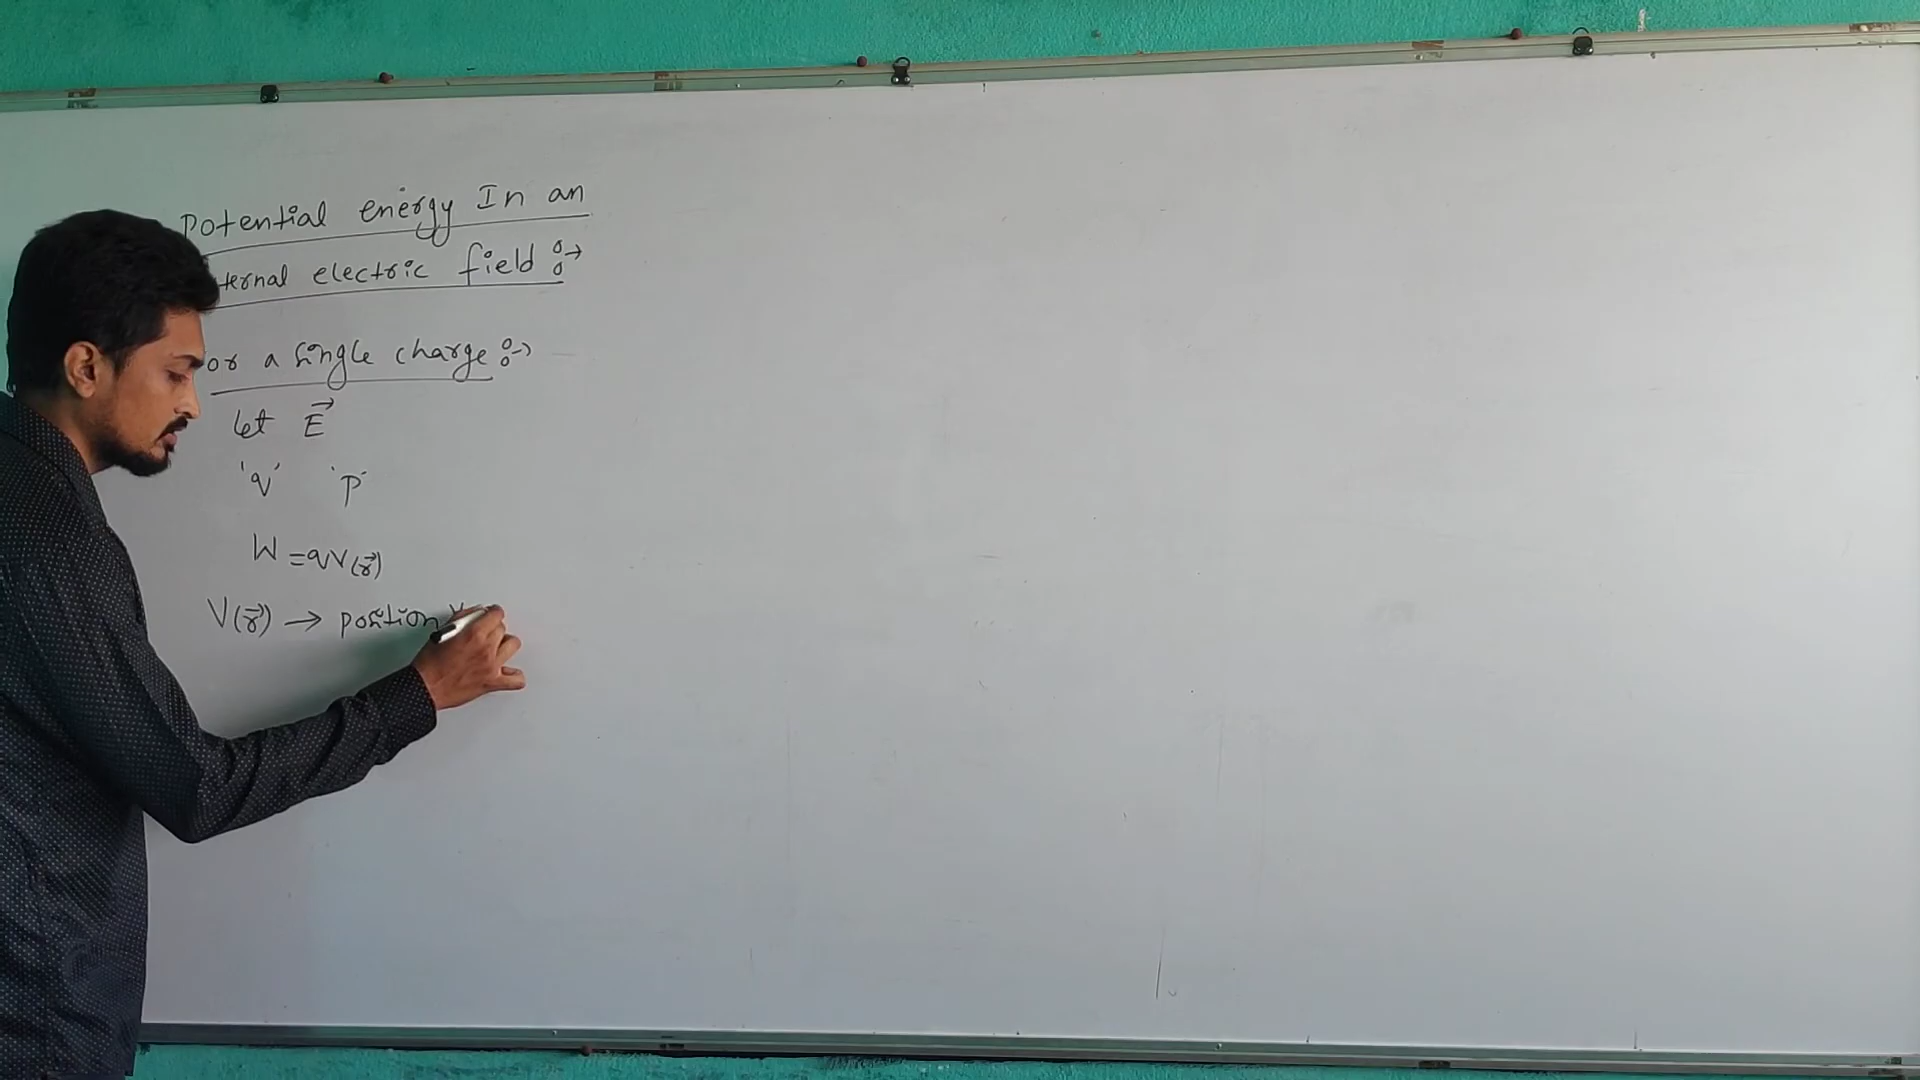 Potential energy In an
ternal electric field :→
or a single charge :→
let E⃗
'q' 'p'
W = qV(r⃗)
V(r⃗) → position